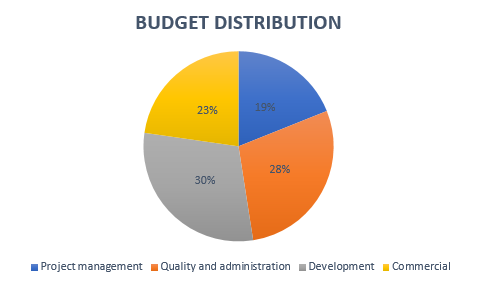 BUDGET DISTRIBUTION
19%
23%
28%
30%
Project management Quality and administration Development Commercial